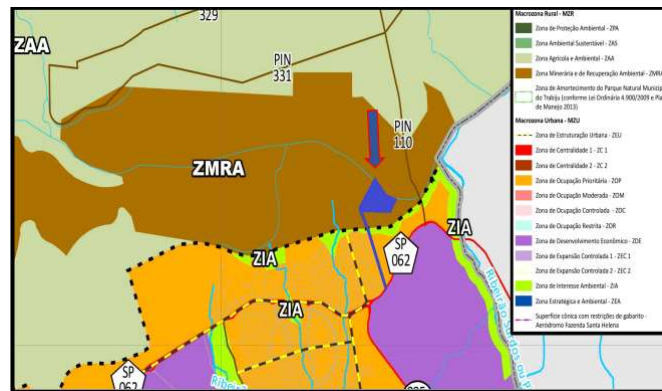 329
ZAA
PIN
331
PIN
110
ZMRA
SP
062
ZIA
ZIA
ZIA
SP
062
Ribeirão
Macrozona Rural - MZR
Zona de Proteção Ambiental - ZPA
Zona Ambiental Sustentável - ZAS
Zona Agrícola e Ambiental - ZAA
Zona Minerária e de Recuperação Ambiental - ZMRA
Zona de Amortecimento do Parque Natural Municip
do Trabiju (conforme Lei Ordinária 4.900/2009 e Pla
de Manejo 2013)
Macrozona Urbana - MZU
Zona de Estruturação Urbana - ZEU
Zona de Centralidade 1 - ZC 1
Zona de Centralidade 2 - ZC 2
Zona de Ocupação Prioritária - ZOP
Zona de Ocupação Moderada - ZOM
Zona de Ocupação Controlada - ZOC
Zona de Ocupação Restrita - ZOR
Zona de Desenvolvimento Econômico - ZDE
Zona de Expansão Controlada 1 - ZEC 1
Zona de Expansão Controlada 2 - ZEC 2
Zona de Interesse Ambiental - ZIA
Zona Estratégica e Ambiental - ZEA
Superfície cônica com restrições de gabarito -
Aeródromo Fazenda Santa Helena